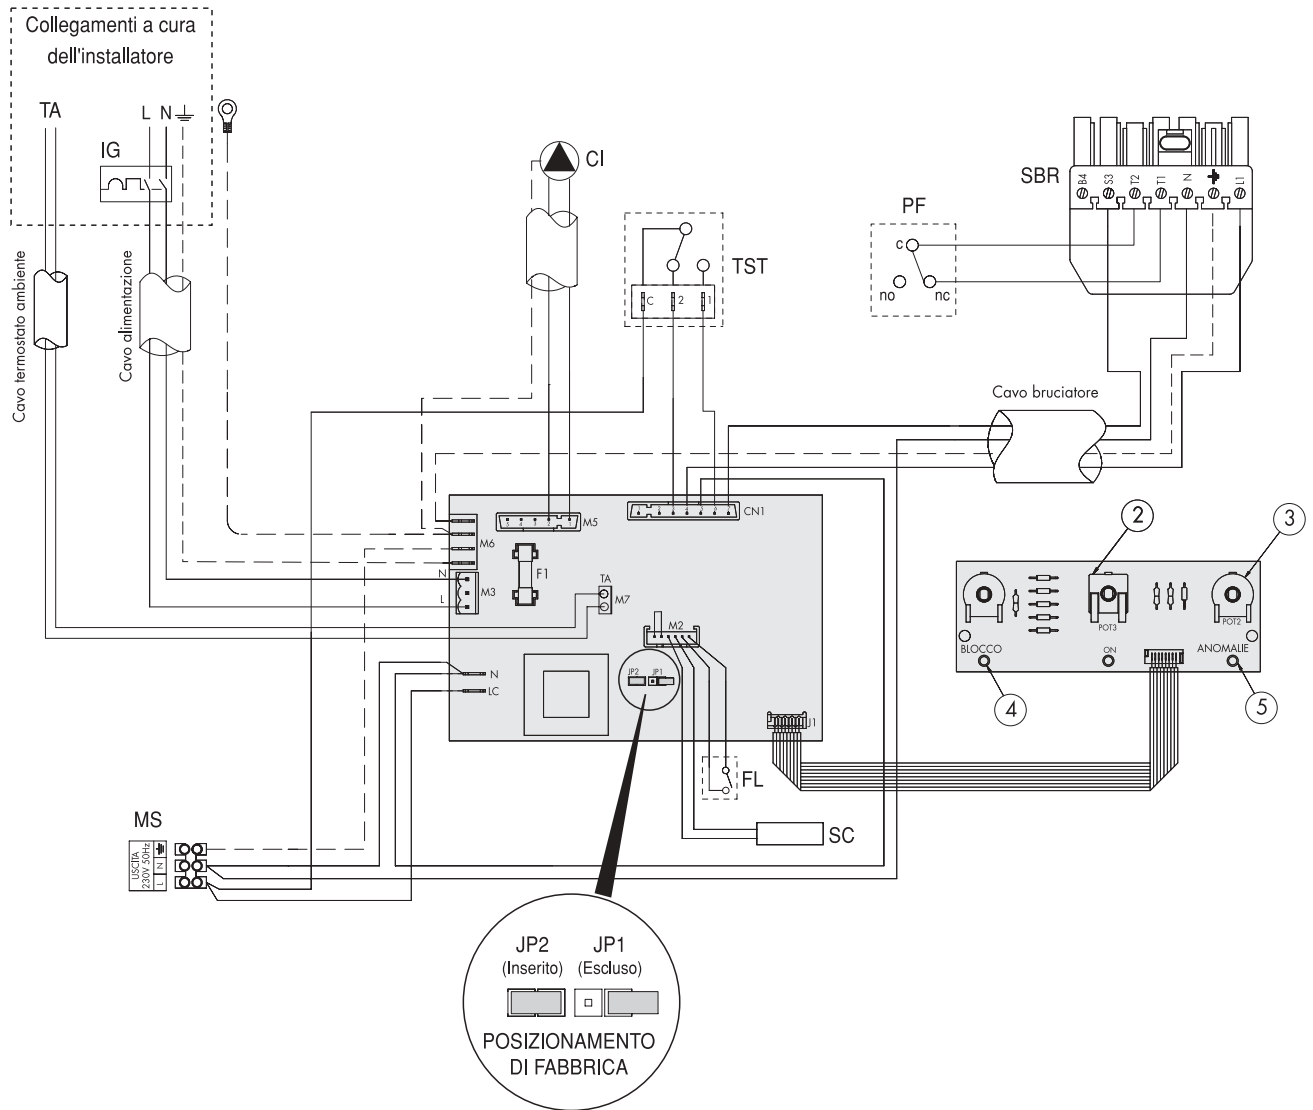 Collegamenti a cura
dell'installatore
TA
L N
IG
Cavo termostato ambiente
Cavo alimentazione
CI
TST
C 2 1
PF
c
no nc
SBR
B4 S3 T2 T1 N L1
Cavo bruciatore
M5
CN1
M6
N
M3
L
F1
TA
M7
M2
JP2 JP1
N
LC
J1
2
3
POT3
POT2
BLOCCO
ON
ANOMALIE
4
5
FL
SC
MS
USCITA
230V 50Hz
N
L
JP2 JP1
(Inserito) (Escluso)
POSIZIONAMENTO
DI FABBRICA